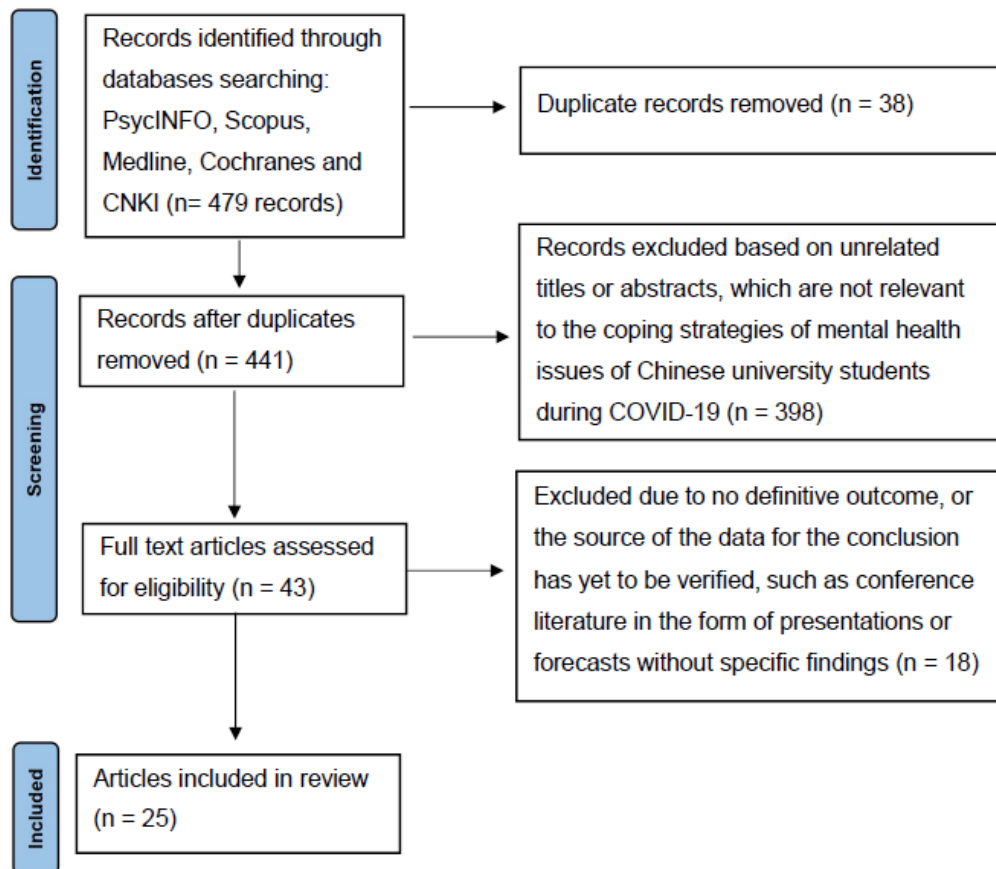 Identification
Records identified through
databases searching:
PsycINFO, Scopus,
Medline, Cochranes and
CNKI (n= 479 records)
Duplicate records removed (n = 38)
Screening
Records after duplicates
removed (n = 441)
Records excluded based on unrelated
titles or abstracts, which are not relevant
to the coping strategies of mental health
issues of Chinese university students
during COVID-19 (n = 398)
Full text articles assessed
for eligibility (n = 43)
Excluded due to no definitive outcome, or
the source of the data for the conclusion
has yet to be verified, such as conference
literature in the form of presentations or
forecasts without specific findings (n = 18)
Included
Articles included in review
(n = 25)